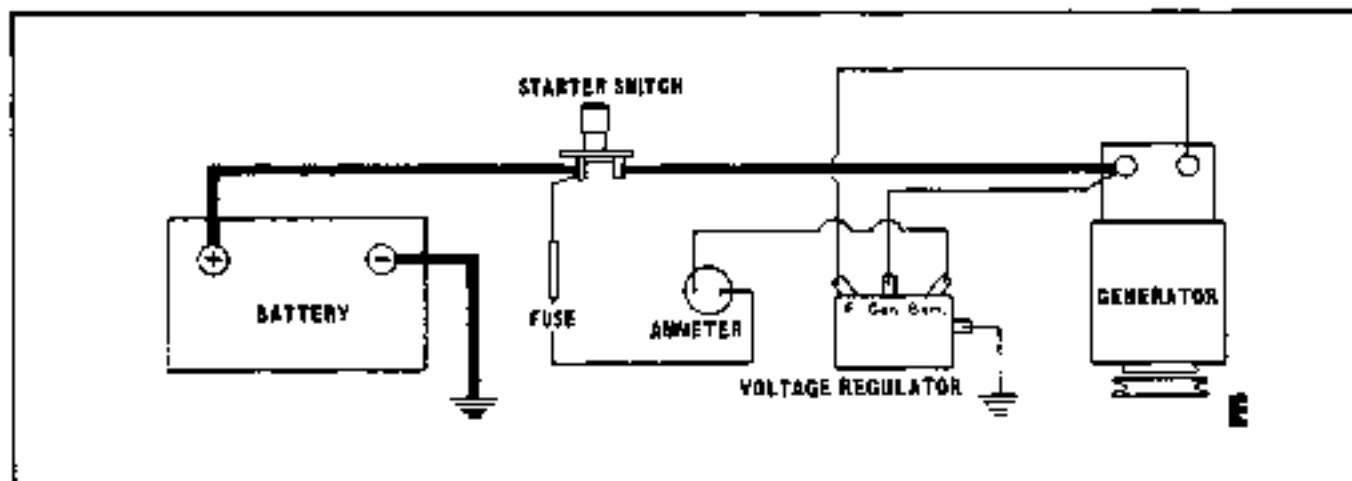 STARTER SWITCH
+
-
BATTERY
FUSE
AMMETER
F Gen Bat.
VOLTAGE REGULATOR
GENERATOR
E